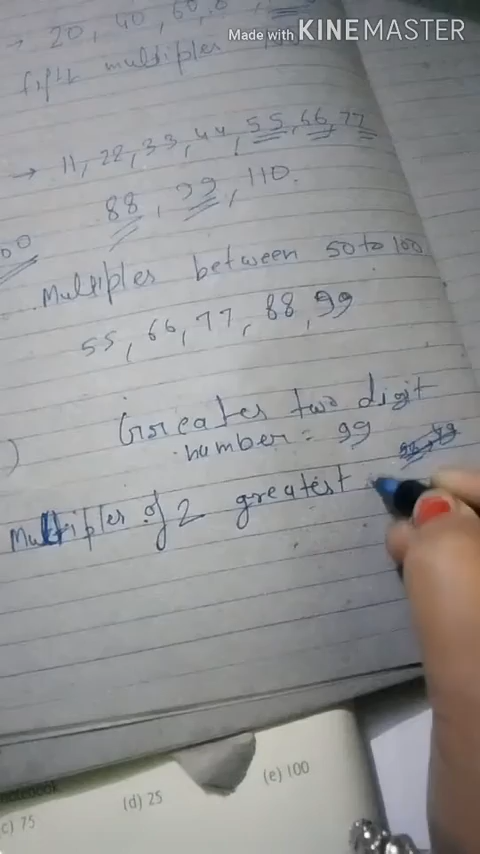 Made with KINEMASTER
→ 20, 40, 60,
multiples
→ 11, 22, 33, 44, 55, 66, 77
88, 99, 110.
Multiples between 50 to 100
55, 66, 77, 88, 99
Greates two digit
number = 99
Multiples of 2 greatest
notebook
(c) 75
(d) 25
(e) 100